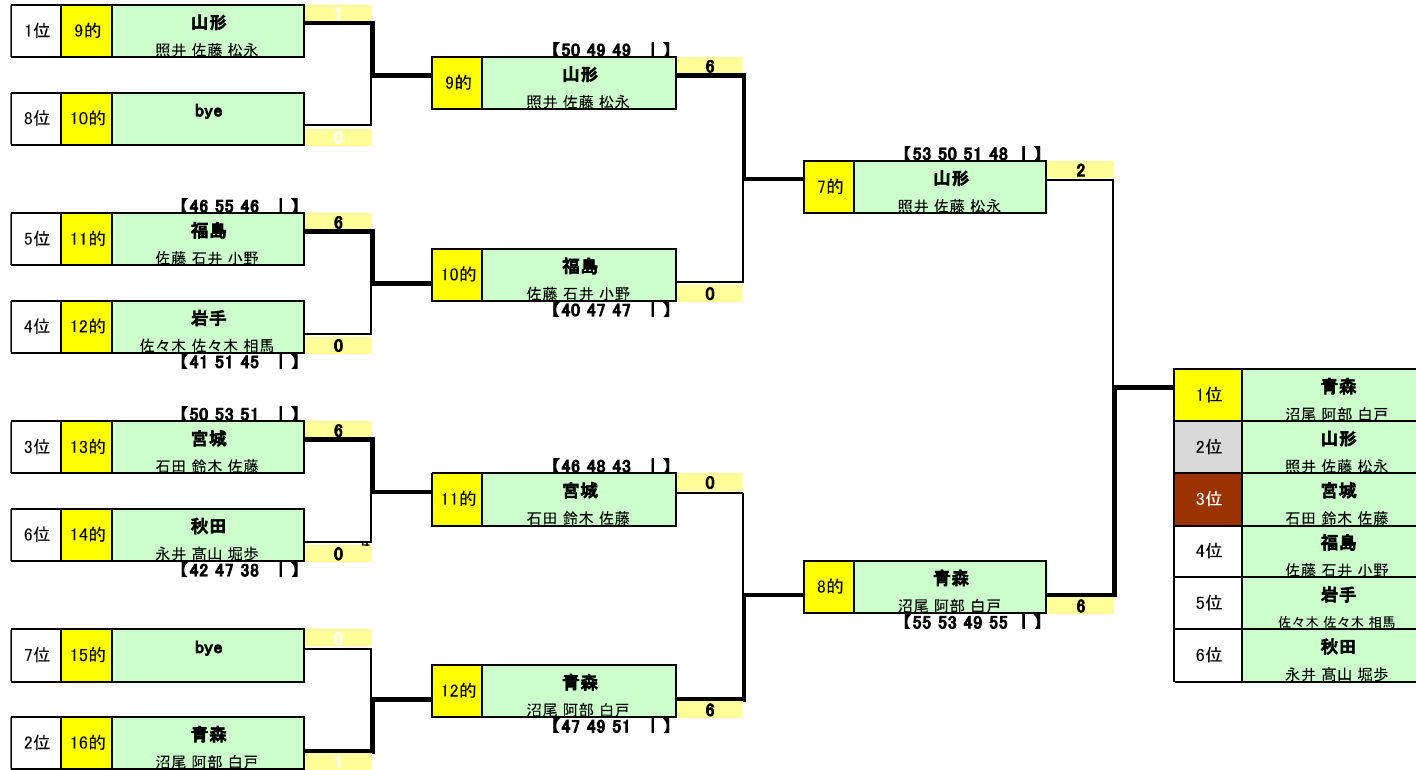 1
1位 9的 山形
照井 佐藤 松永
8位 10的 bye
0
【50 49 49 | 】
6
9的 山形
照井 佐藤 松永
【46 55 46 | 】
6
5位 11的 福島
佐藤 石井 小野
4位 12的 岩手
佐々木 佐々木 相馬
0
【41 51 45 | 】
10的 福島
佐藤 石井 小野
0
【40 47 47 | 】
【53 50 51 48 | 】
2
7的 山形
照井 佐藤 松永
【50 53 51 | 】
6
3位 13的 宮城
石田 鈴木 佐藤
6位 14的 秋田
永井 髙山 堀歩
0
【42 47 38 | 】
【46 48 43 | 】
0
11的 宮城
石田 鈴木 佐藤
7位 15的 bye
0
2位 16的 青森
沼尾 阿部 白戸
1
12的 青森
沼尾 阿部 白戸
6
【47 49 51 | 】
8的 青森
沼尾 阿部 白戸
6
【55 53 49 55 | 】
1位 青森
沼尾 阿部 白戸
2位 山形
照井 佐藤 松永
3位 宮城
石田 鈴木 佐藤
4位 福島
佐藤 石井 小野
5位 岩手
佐々木 佐々木 相馬
6位 秋田
永井 髙山 堀歩